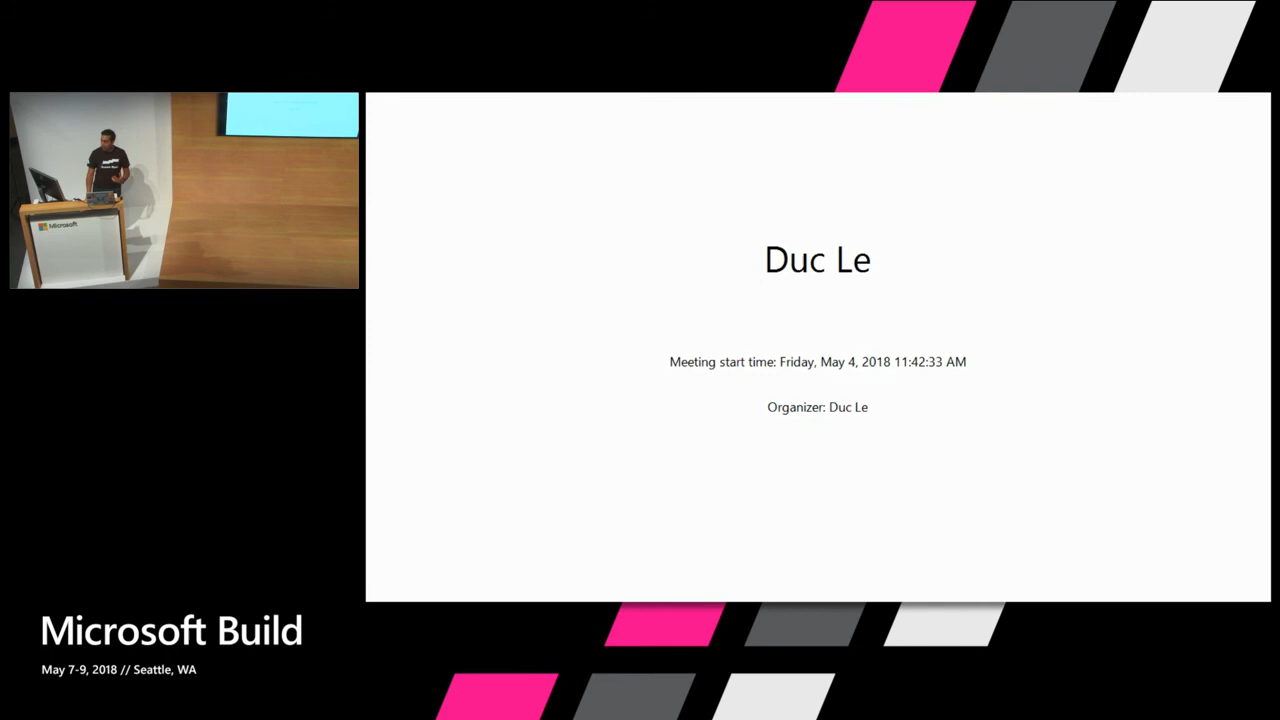 Microsoft
Duc Le
Meeting start time: Friday, May 4, 2018 11:42:33 AM
Organizer: Duc Le
Microsoft Build
May 7-9, 2018 // Seattle, WA